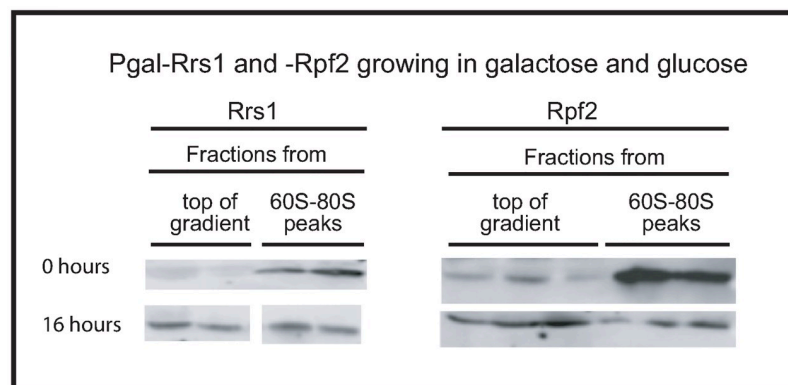 Pgal-Rrs1 and -Rpf2 growing in galactose and glucose
Rrs1
Fractions from
top of gradient
60S-80S peaks
Rpf2
Fractions from
top of gradient
60S-80S peaks
0 hours
16 hours